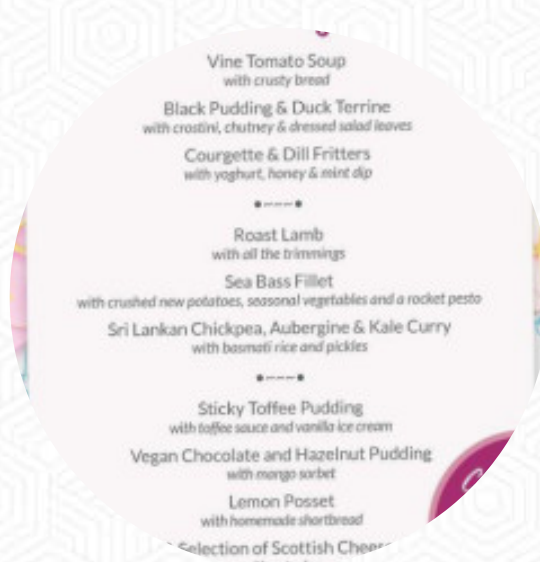 Vine Tomato Soup
with crusty bread
Black Pudding & Duck Terrine
with crostini, chutney & dressed salad leaves
Courgette & Dill Fritters
with yoghurt, honey & mint dip
Roast Lamb
with all the trimmings
Sea Bass Fillet
with crushed new potatoes, seasonal vegetables and a rocket pesto
Sri Lankan Chickpea, Aubergine & Kale Curry
with basmati rice and pickles
Sticky Toffee Pudding
with toffee sauce and vanilla ice cream
Vegan Chocolate and Hazelnut Pudding
with mango sorbet
Lemon Posset
with homemade shortbread
Selection of Scottish